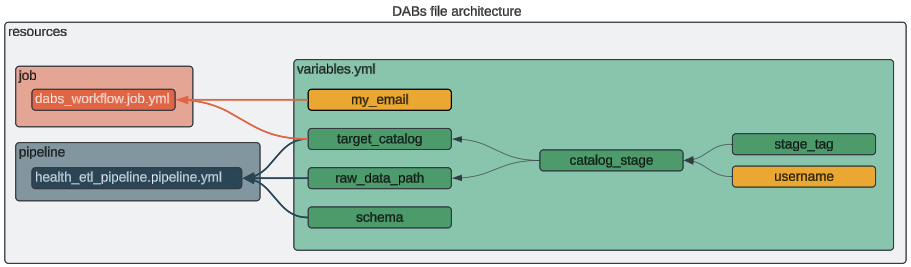 DABs file architecture
resources
job
dabs_workflow.job.yml
pipeline
health_etl_pipeline.pipeline.yml
variables.yml
my_email
target_catalog
raw_data_path
schema
catalog_stage
stage_tag
username